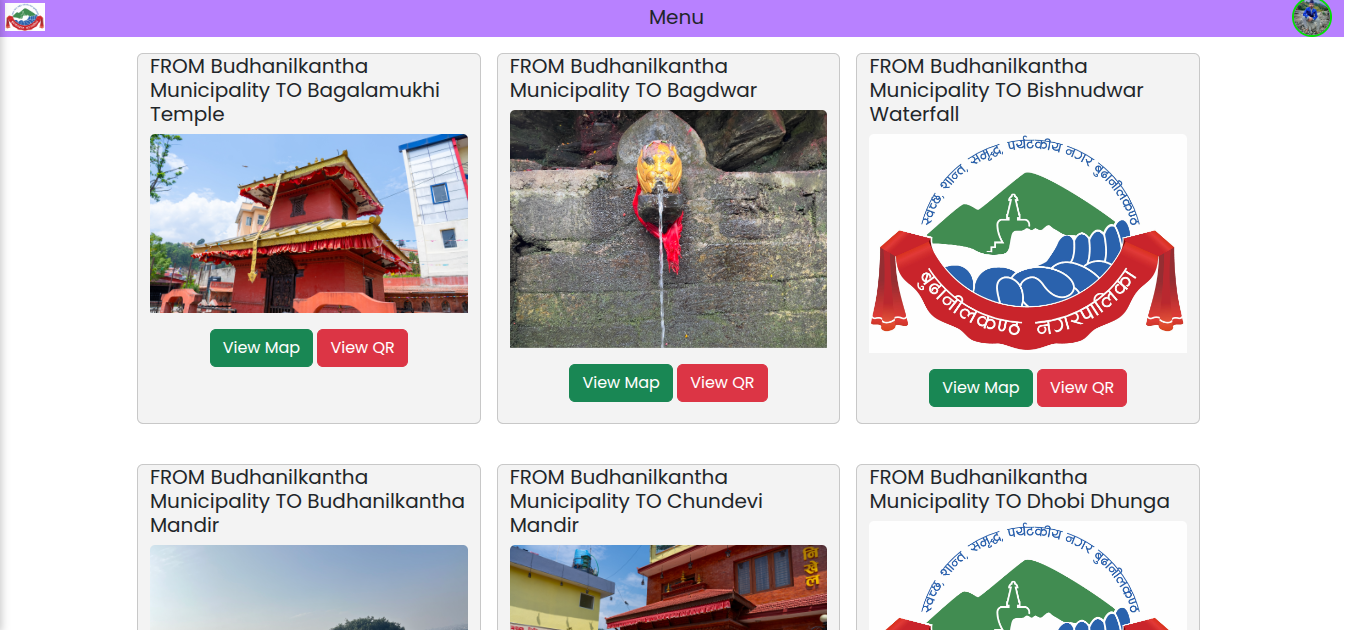 Menu
FROM Budhanilkantha
Municipality TO Bagalamukhi
Temple
View Map View QR
FROM Budhanilkantha
Municipality TO Bagdwar
View Map View QR
FROM Budhanilkantha
Municipality TO Bishnudwar
Waterfall
स्वच्छ, शान्त, समृद्ध, पर्यटकीय नगर बुढानीलकण्ठ
बुढानीलकण्ठ नगरपालिका
View Map View QR
FROM Budhanilkantha
Municipality TO Budhanilkantha
Mandir
FROM Budhanilkantha
Municipality TO Chundevi
Mandir
निखेल
FROM Budhanilkantha
Municipality TO Dhobi Dhunga
स्वच्छ, शान्त, समृद्ध, पर्यटकीय नगर बुढानीलकण्ठ